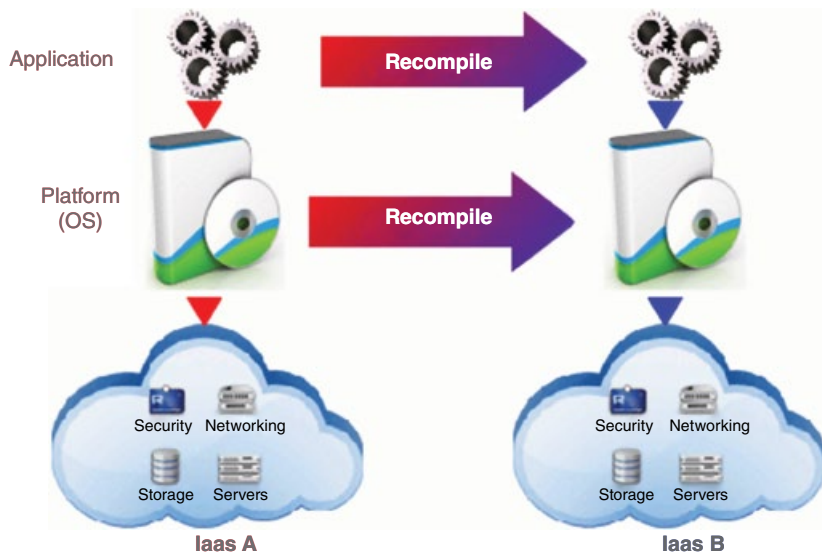 Application
Recompile
Platform
(OS)
Recompile
R
Security
Networking
Storage
Servers
R
Security
Networking
Storage
Servers
Iaas A
Iaas B